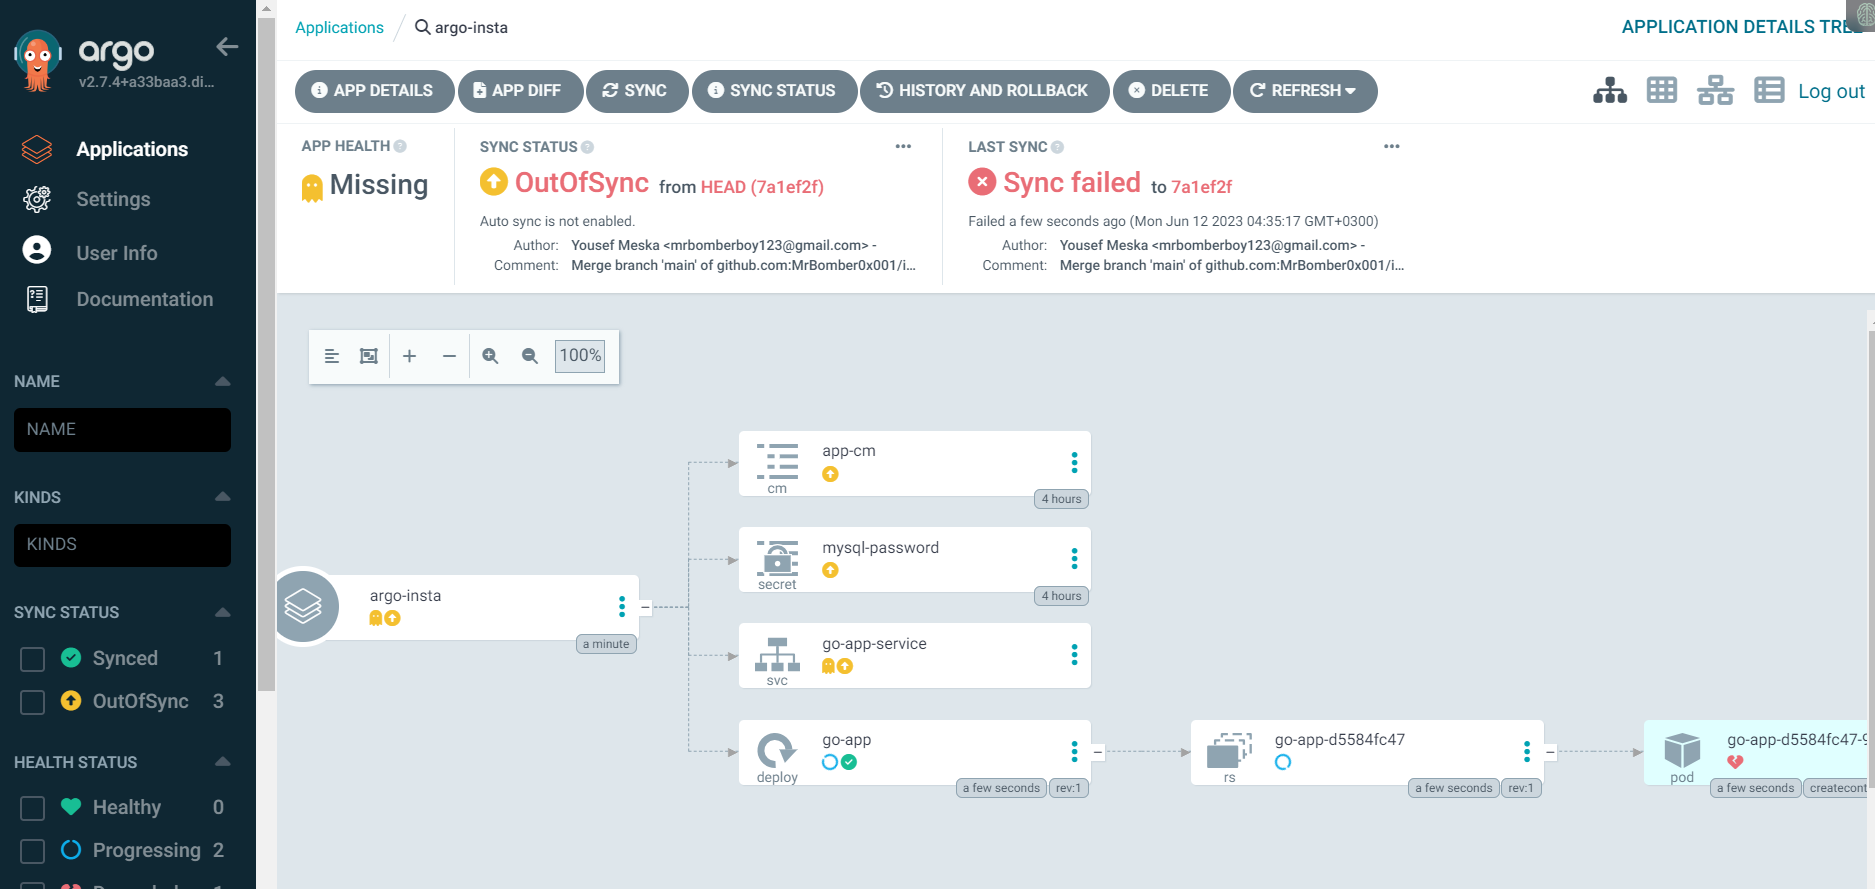 argo
v2.7.4+a33baa3.di...
Applications
Settings
User Info
Documentation
NAME
NAME
KINDS
KINDS
SYNC STATUS
Synced 1
OutOfSync 3
HEALTH STATUS
Healthy 0
Progressing 2
Applications / argo-insta
APPLICATION DETAILS TREE
APP DETAILS
APP DIFF
SYNC
SYNC STATUS
HISTORY AND ROLLBACK
DELETE
REFRESH
Log out
APP HEALTH
Missing
SYNC STATUS
OutOfSync from HEAD (7a1ef2f)
Auto sync is not enabled.
Author: Yousef Meska <mrbomberboy123@gmail.com> -
Comment: Merge branch 'main' of github.com:MrBomber0x001/i...
LAST SYNC
Sync failed to 7a1ef2f
Failed a few seconds ago (Mon Jun 12 2023 04:35:17 GMT+0300)
Author: Yousef Meska <mrbomberboy123@gmail.com> -
Comment: Merge branch 'main' of github.com:MrBomber0x001/i...
100%
argo-insta
a minute
app-cm
cm
4 hours
mysql-password
secret
4 hours
go-app-service
svc
go-app
deploy
a few seconds
rev:1
go-app-d5584fc47
rs
a few seconds
rev:1
go-app-d5584fc47-9
pod
a few seconds
createcont